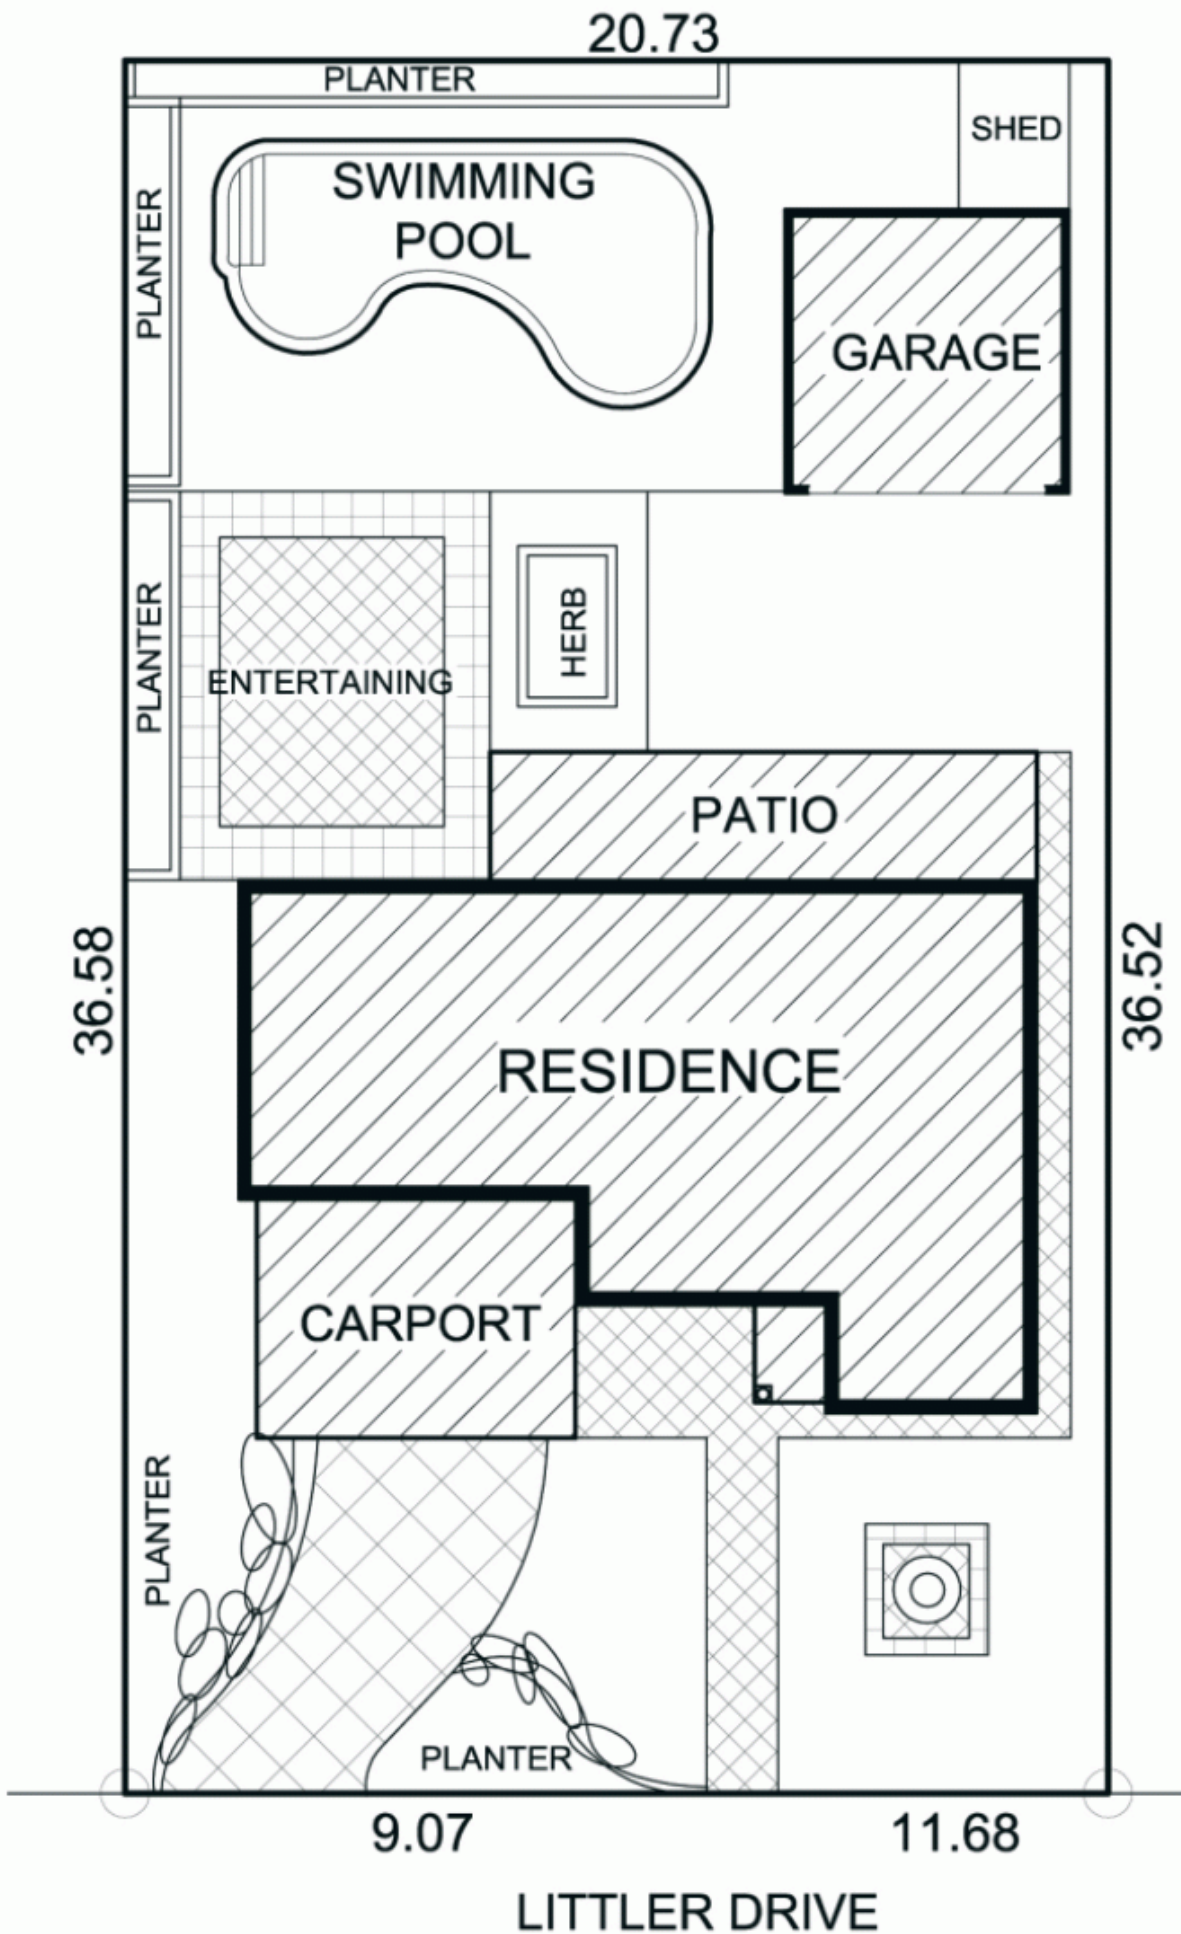 20.73
PLANTER
SHED
SWIMMING
POOL
PLANTER
GARAGE
HERB
PLANTER
ENTERTAINING
PATIO
36.58
36.52
RESIDENCE
CARPORT
PLANTER
PLANTER
9.07
11.68
LITTLER DRIVE